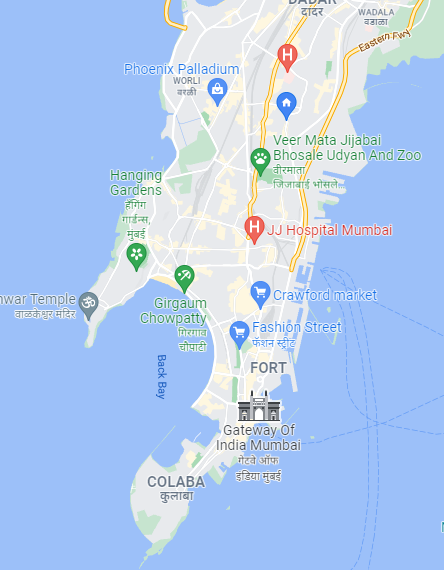 DADAR
दादर
WADALA
वडाळा
Eastern Fwy
H
Phoenix Palladium
WORLI
वरळी
Veer Mata Jijabai
Bhosale Udyan And Zoo
वीरमाता
जिजाबाई भोसले...
Hanging
Gardens
हँगिंग
गार्डन्स,
मुंबई
H
JJ Hospital Mumbai
Crawford market
nwar Temple
वाळकेश्वर मंदिर
Girgaum
Chowpatty
गिरगाव
चौपाटी
Fashion Street
फॅशन स्ट्रीट
Back Bay
FORT
Gateway Of
India Mumbai
गेटवे ऑफ
इंडिया मुंबई
COLABA
कुलाबा